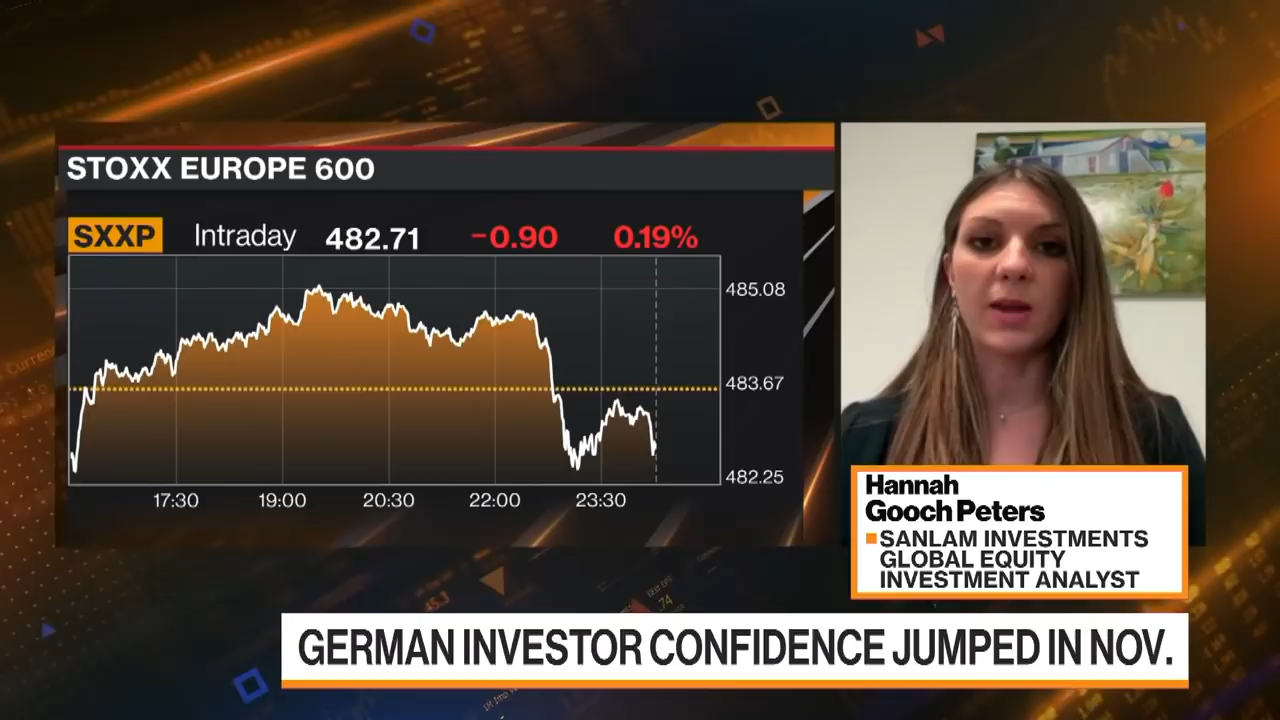 STOXX EUROPE 600
SXXP Intraday 482.71 -0.90 0.19%
485.08
483.67
482.25
17:30 19:00 20:30 22:00 23:30
Hannah
Gooch Peters
SANLAM INVESTMENTS
GLOBAL EQUITY
INVESTMENT ANALYST
GERMAN INVESTOR CONFIDENCE JUMPED IN NOV.